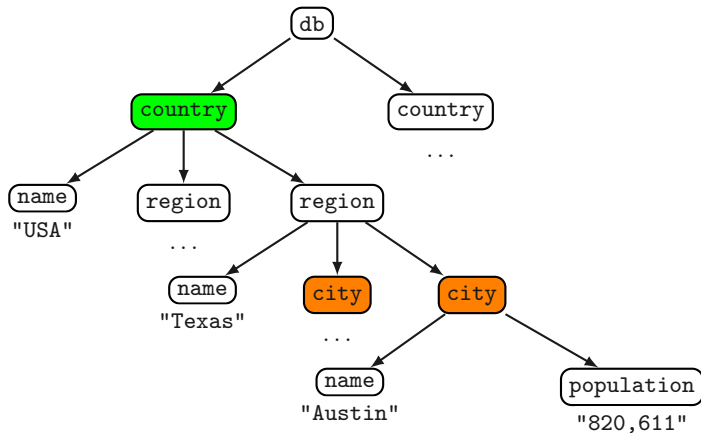 db
country
country
...
name
region
region
"USA"
...
name
city
city
"Texas"
...
name
population
"Austin"
"820,611"